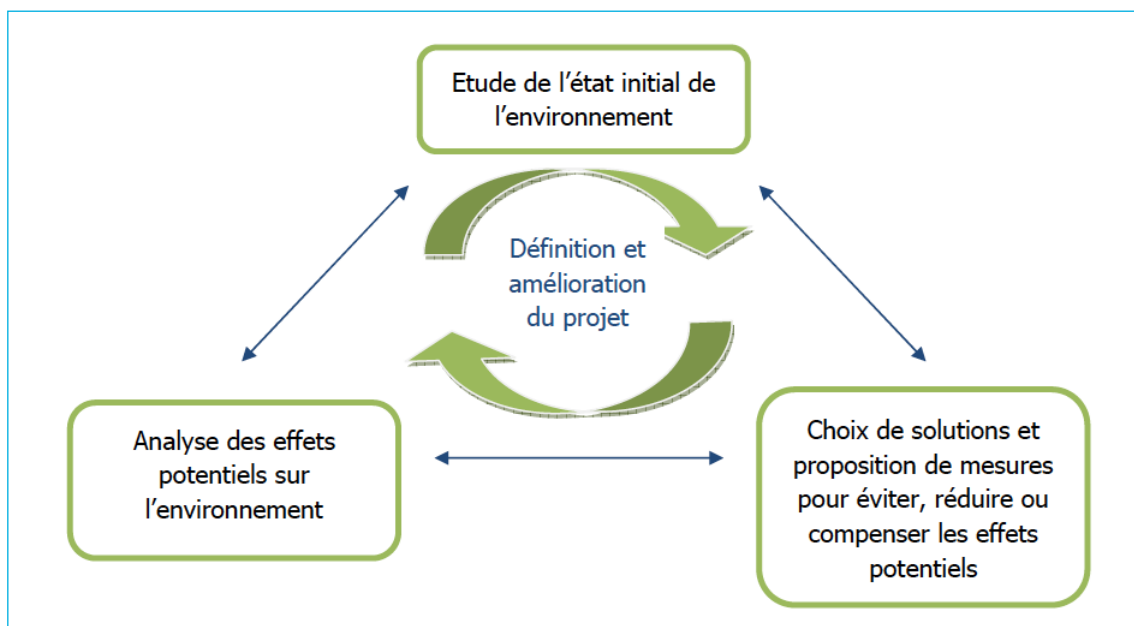 Etude de l’état initial de
l’environnement
Définition et
amélioration
du projet
Analyse des effets
potentiels sur
l’environnement
Choix de solutions et
proposition de mesures
pour éviter, réduire ou
compenser les effets
potentiels